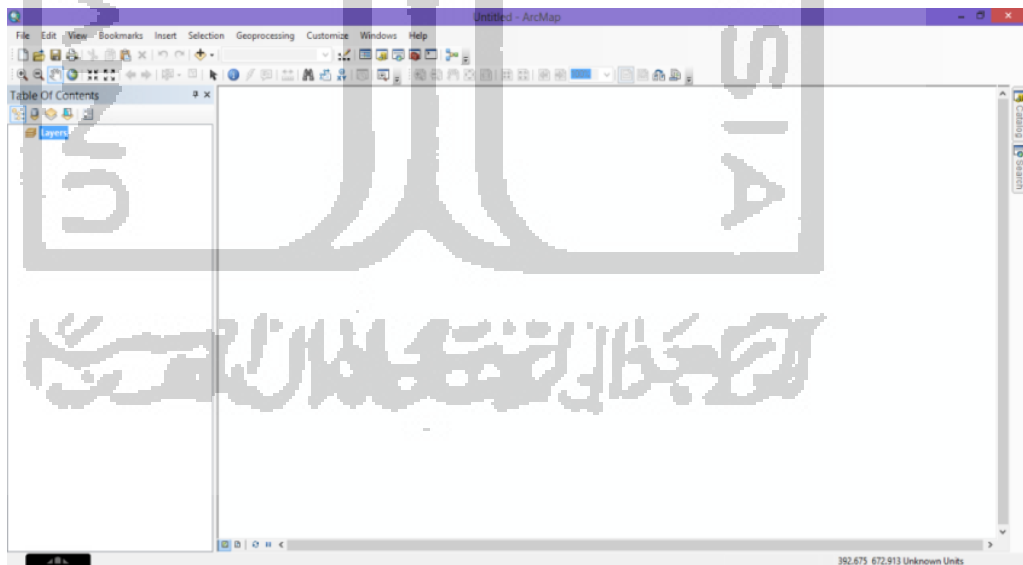 Untitled - ArcMap
File Edit View Bookmarks Insert Selection Geoprocessing Customize Windows Help
Table Of Contents
Layers
Catalog
Search
SIA
392.675 672.913 Unknown Units